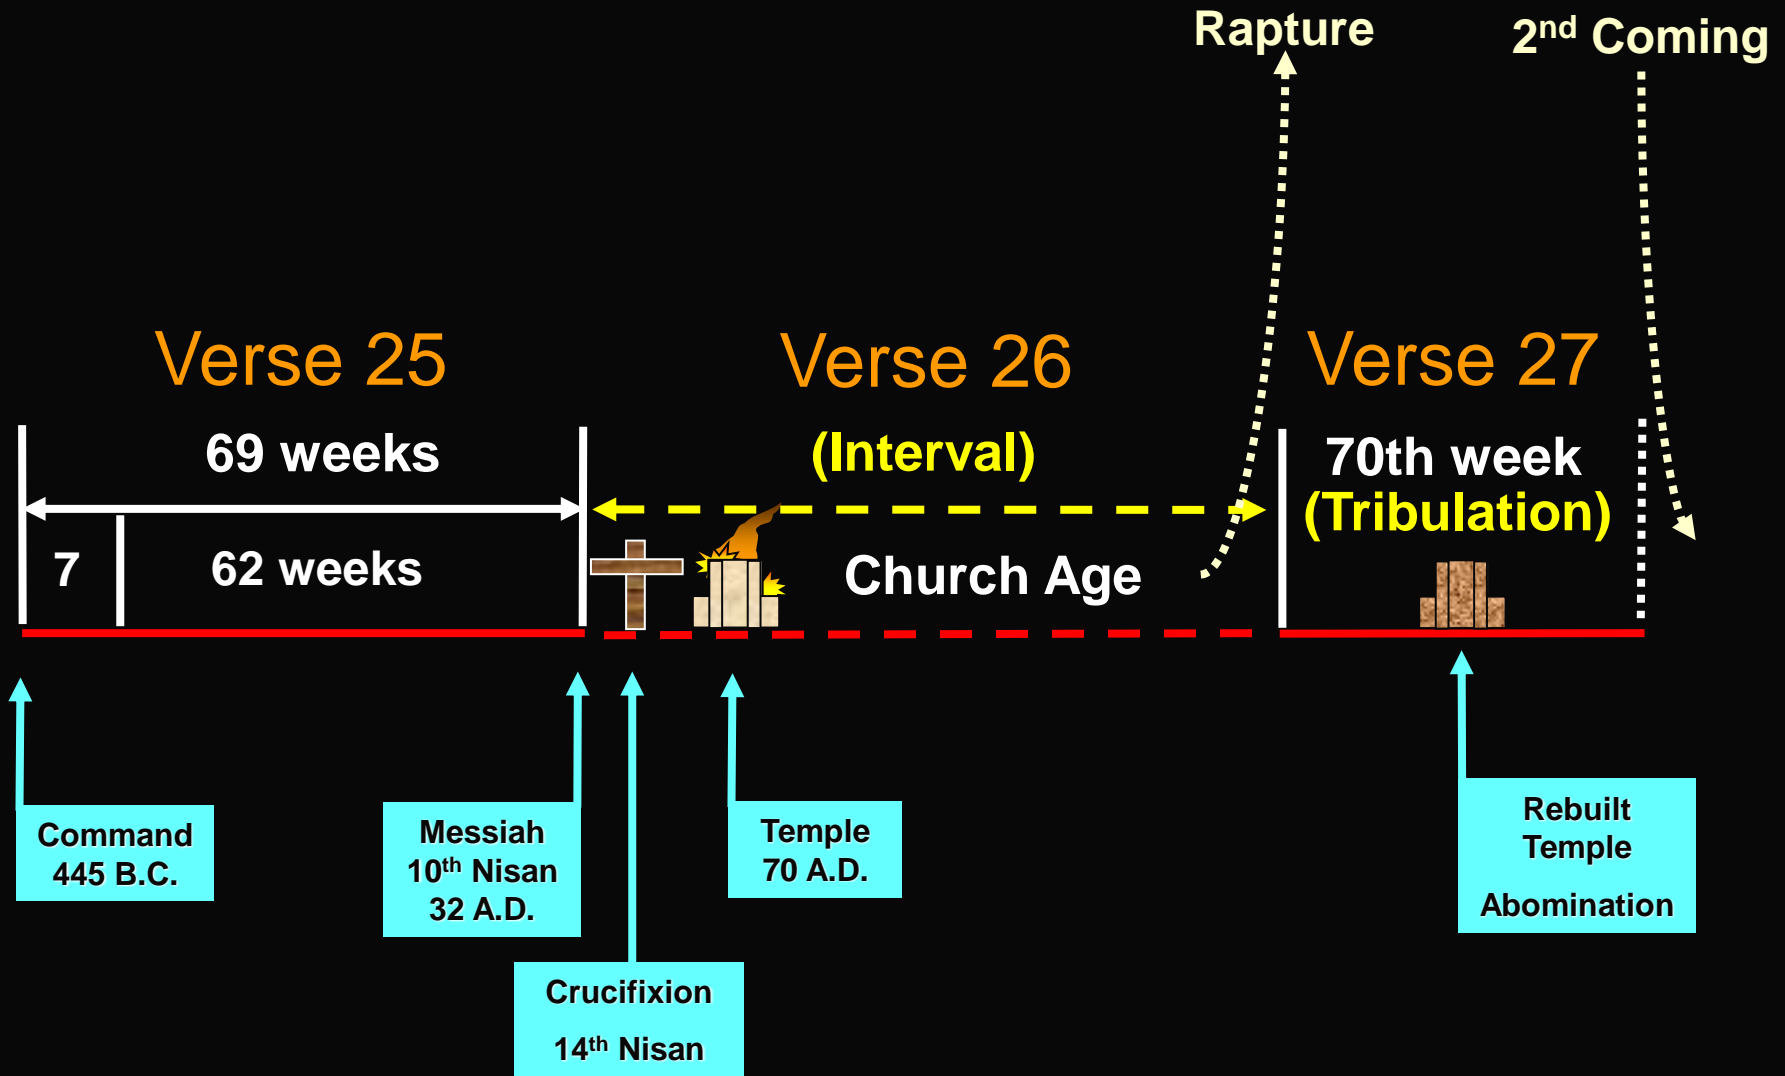 Rapture
2nd Coming
Verse 25
Verse 26
Verse 27
69 weeks
(Interval)
70th week
(Tribulation)
7
62 weeks
Church Age
Command
445 B.C.
Messiah
10th Nisan
32 A.D.
Crucifixion
14th Nisan
Temple
70 A.D.
Rebuilt
Temple
Abomination